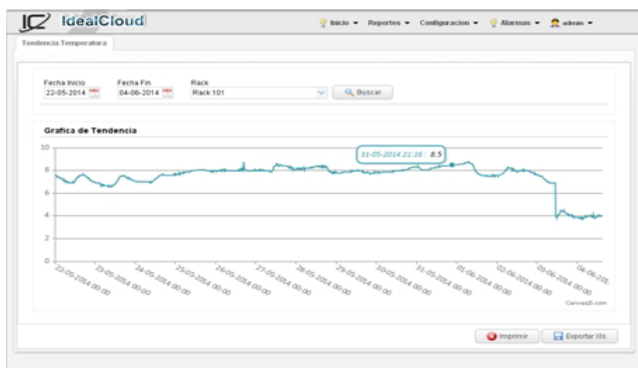 IC IdealCloud
Inicio Reportes Configuracion Alarmas admin
Tendencia Temperatura
Fecha Inicio Fecha Fin Rack
22-05-2014 04-06-2014 Rack 101 Buscar
Grafica de Tendencia
31-05-2014 21:16 : 8.5
10
8
6
4
2
0
22-05-2014 00:00
23-05-2014 00:00
24-05-2014 00:00
25-05-2014 00:00
26-05-2014 00:00
27-05-2014 00:00
28-05-2014 00:00
29-05-2014 00:00
30-05-2014 00:00
31-05-2014 00:00
01-06-2014 00:00
02-06-2014 00:00
03-06-2014 00:00
04-06-201
CanvasJS.com
Imprimir Exportar Xls